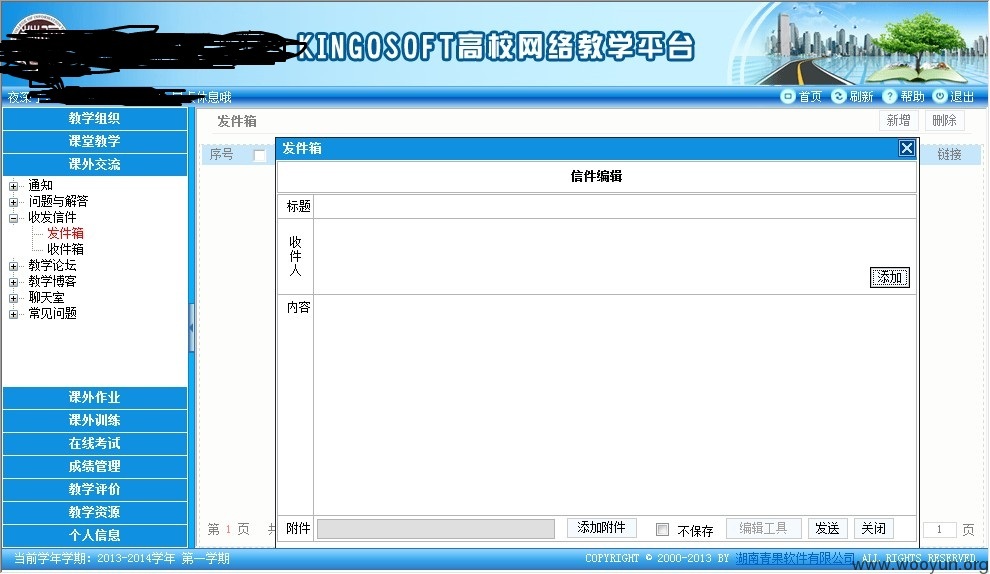 KINGOSOFT高校网络教学平台
夜深
休息哦
首页 刷新 帮助 退出
教学组织
课堂教学
课外交流
通知
问题与解答
收发信件
发件箱
收件箱
教学论坛
教学博客
聊天室
常见问题
课外作业
课外训练
在线考试
成绩管理
教学评价
教学资源
个人信息
发件箱
新增 删除
序号
链接
发件箱
信件编辑
标题
收件人
添加
内容
附件 添加附件 不保存 编辑工具 发送 关闭
第 1 页 共
1 页
当前学年学期: 2013-2014学年 第一学期
COPYRIGHT © 2000-2013 BY 湖南青果软件有限公司 ALL RIGHTS RESERVED
www.wooyun.org